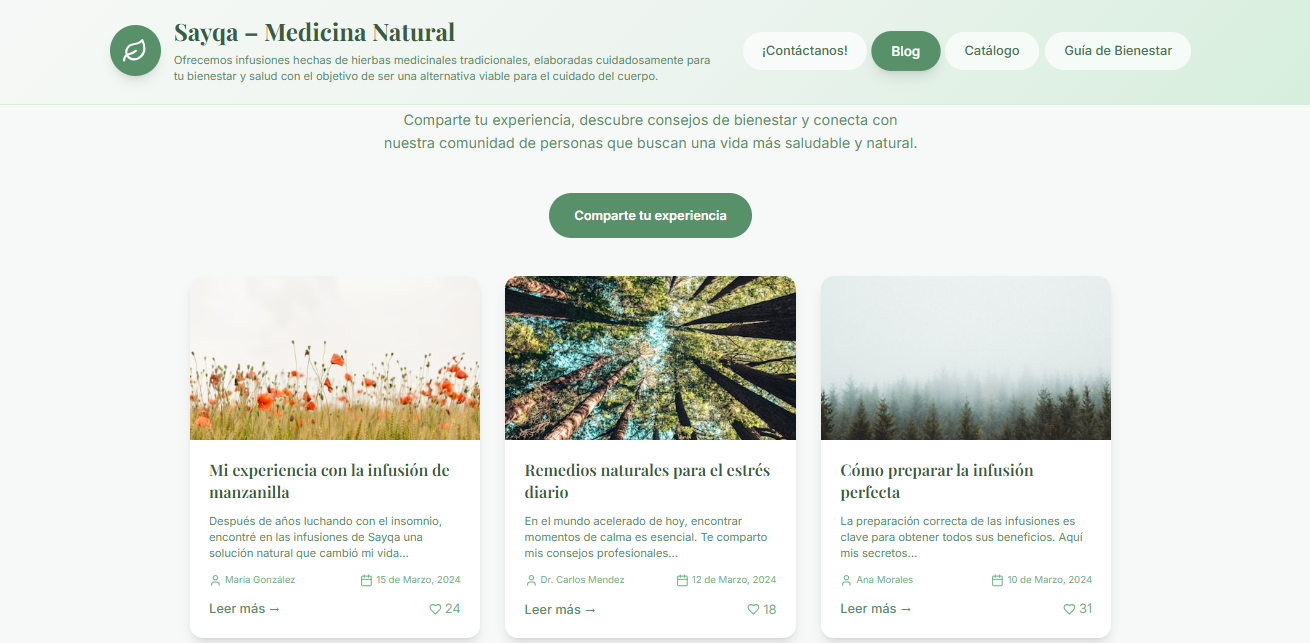 Sayqa – Medicina Natural
Ofrecemos infusiones hechas de hierbas medicinales tradicionales, elaboradas cuidadosamente para
tu bienestar y salud con el objetivo de ser una alternativa viable para el cuidado del cuerpo.
¡Contáctanos!
Blog
Catálogo
Guía de Bienestar
Comparte tu experiencia, descubre consejos de bienestar y conecta con
nuestra comunidad de personas que buscan una vida más saludable y natural.
Comparte tu experiencia
Mi experiencia con la infusión de
manzanilla
Después de años luchando con el insomnio,
encontré en las infusiones de Sayqa una
solución natural que cambió mi vida...
María González
15 de Marzo, 2024
Leer más →
24
Remedios naturales para el estrés
diario
En el mundo acelerado de hoy, encontrar
momentos de calma es esencial. Te comparto
mis consejos profesionales...
Dr. Carlos Mendez
12 de Marzo, 2024
Leer más →
18
Cómo preparar la infusión
perfecta
La preparación correcta de las infusiones es
clave para obtener todos sus beneficios. Aquí
mis secretos...
Ana Morales
10 de Marzo, 2024
Leer más →
31